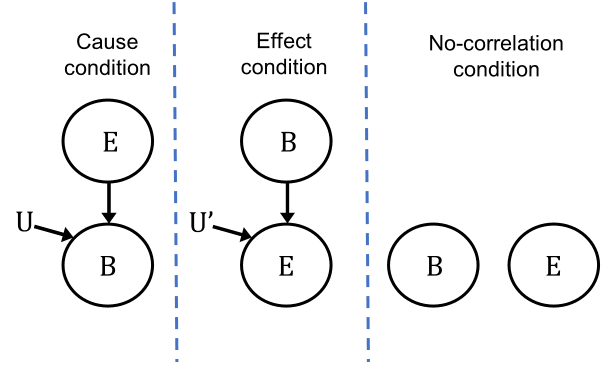 Cause
condition
Effect
condition
No-correlation
condition
E
B
U
B
U’
E
B
E